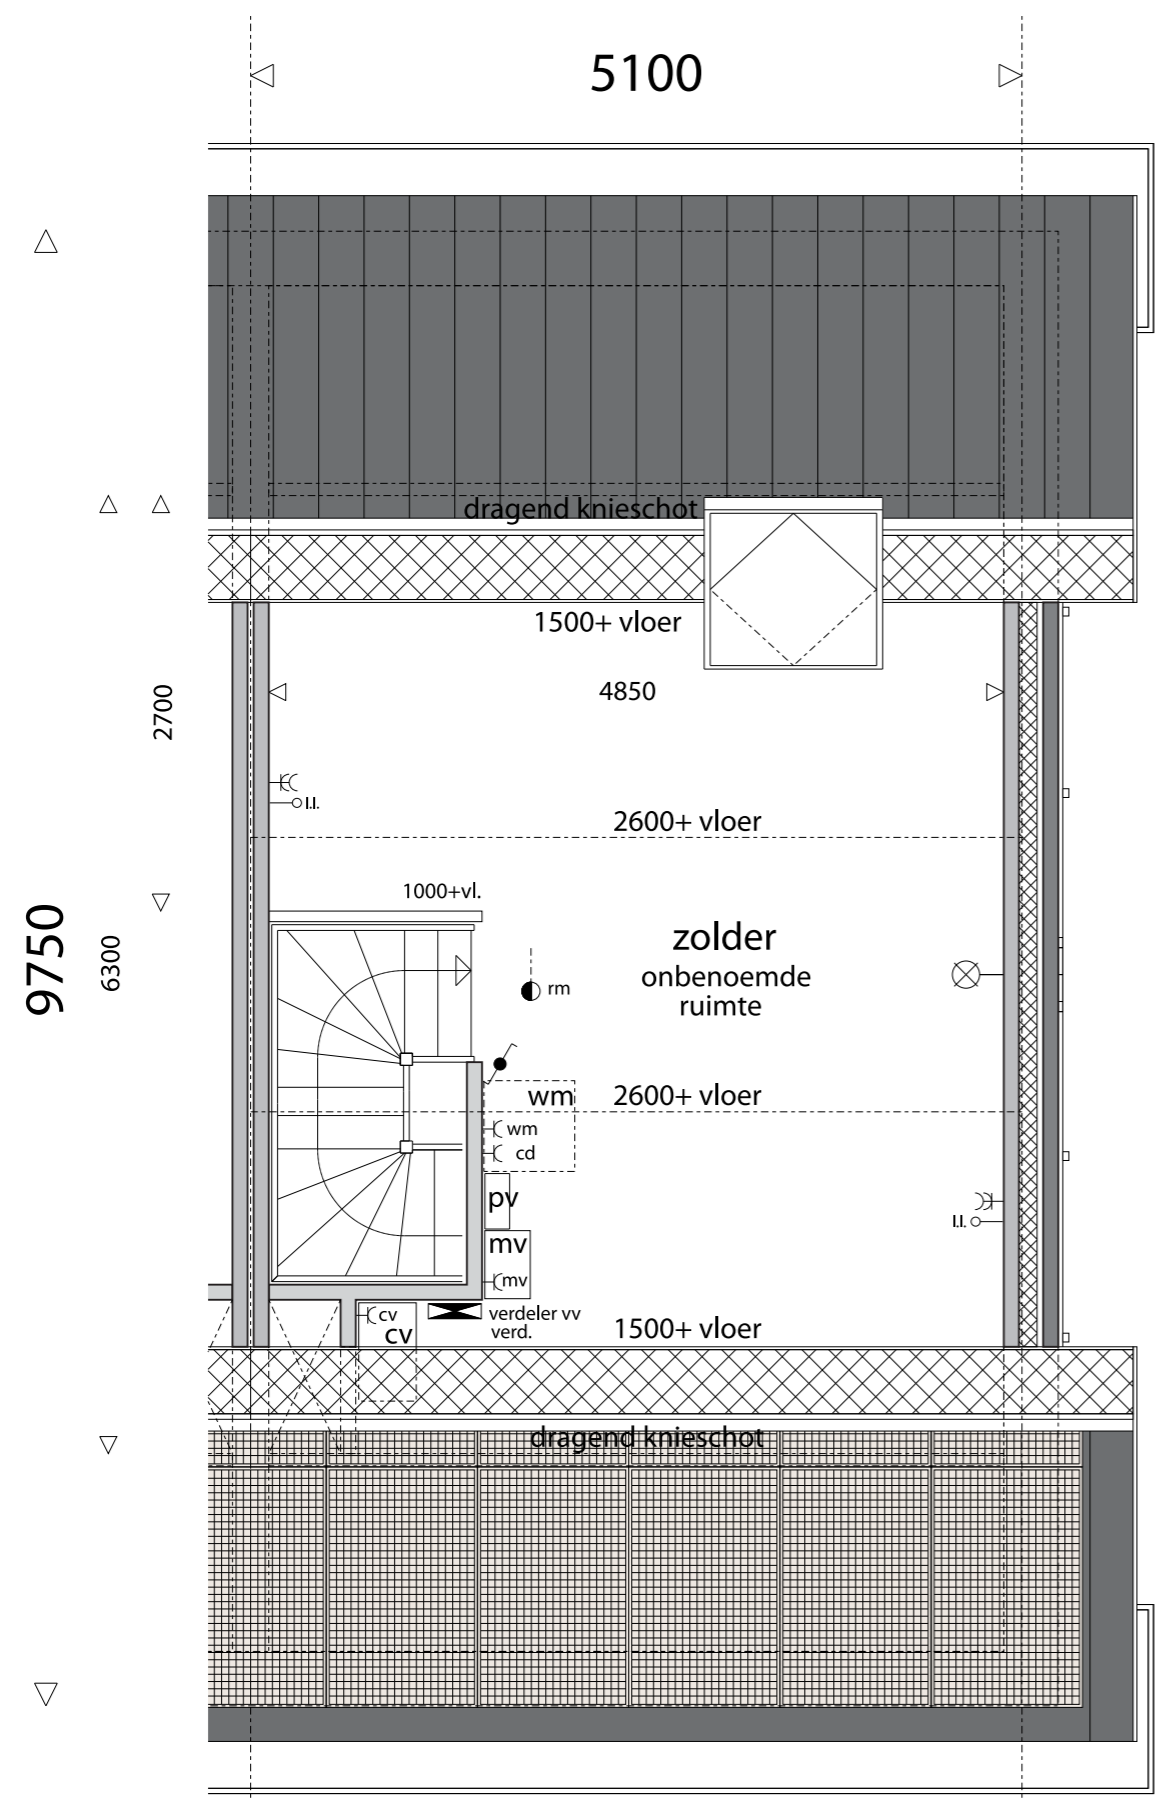 5100
dragend knieschot
1500+ vloer
4850
2700
l.l.
2600+ vloer
1000+vl.
9750
6300
zolder
onbenoemde
ruimte
rm
wm
2600+ vloer
wm
cd
pv
l.l.
mv
mv
cv
cv
verdeler vv
verd.
1500+ vloer
dragend knieschot